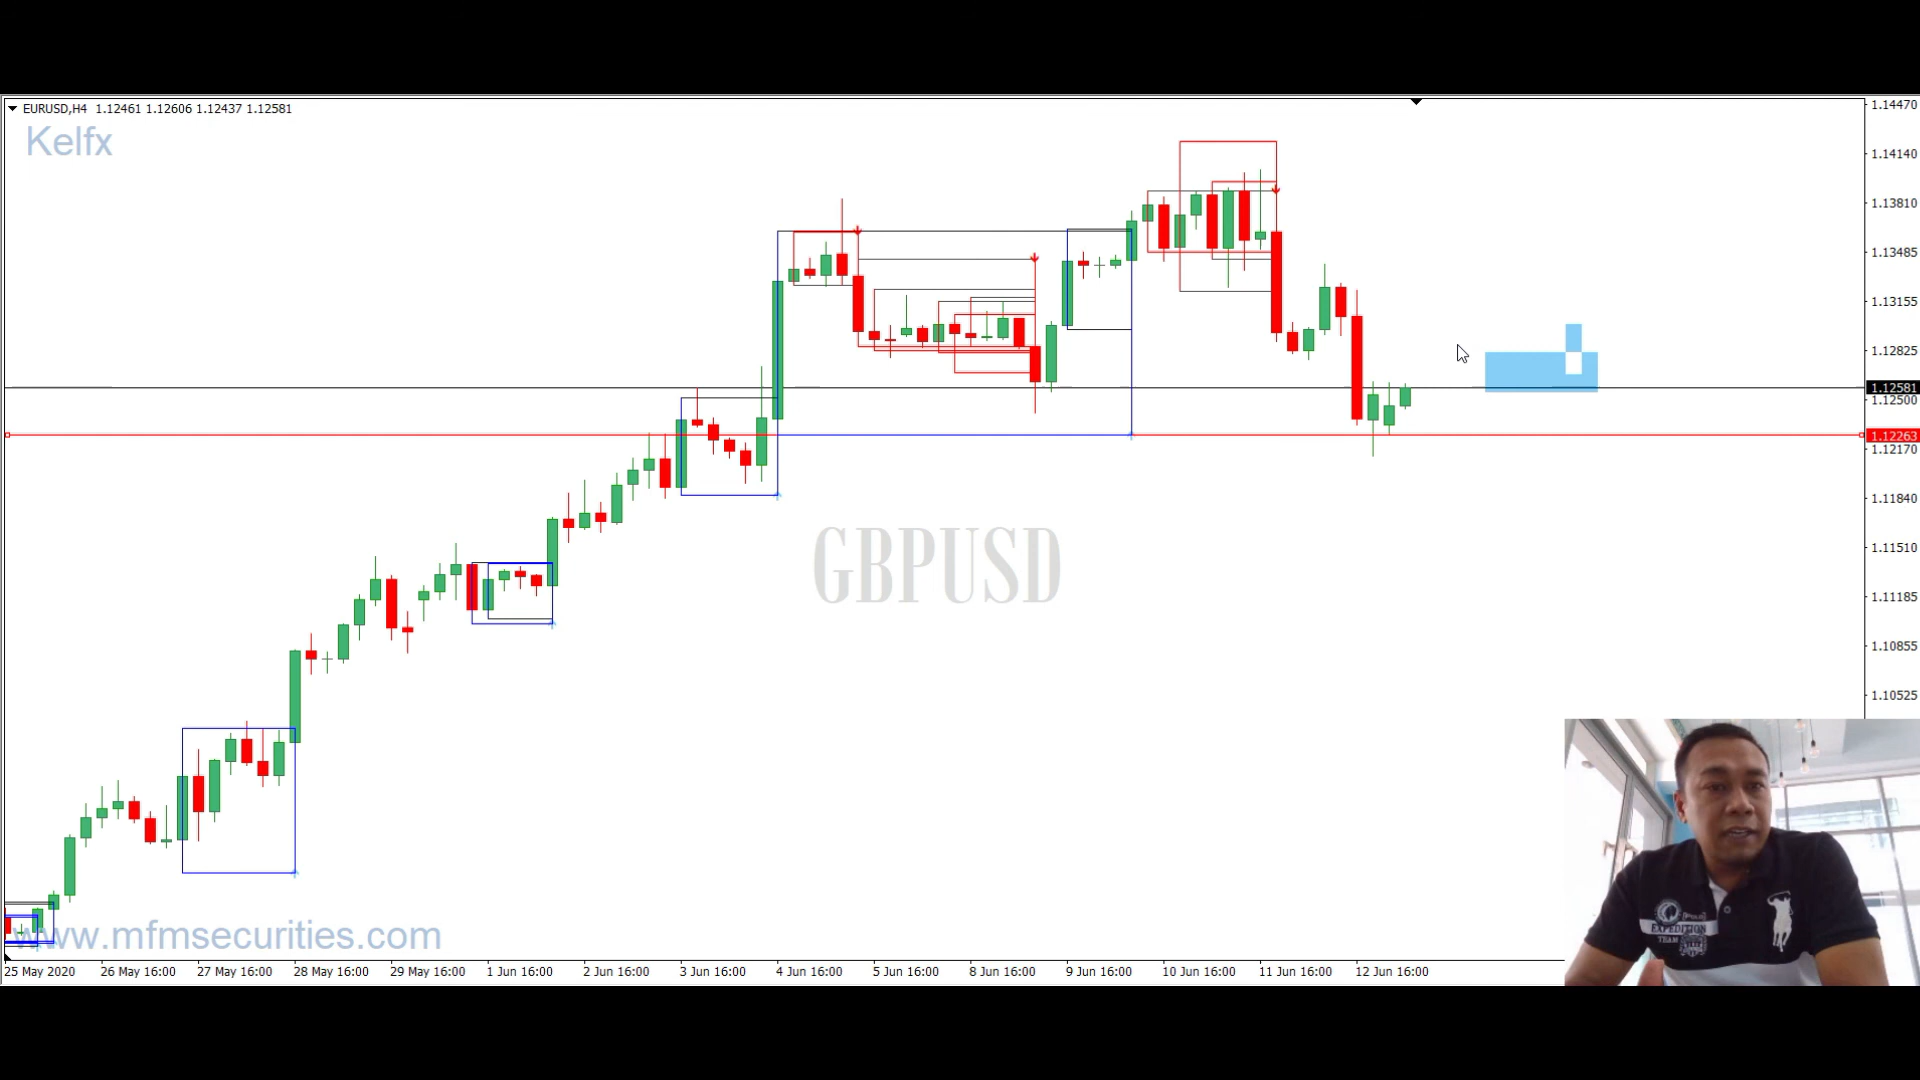 EURUSD,H4 1.12461 1.12606 1.12437 1.12581
Kelfx
1.14470
1.14140
1.13810
1.13485
1.13155
1.12825
1.12581
1.12500
1.12263
1.12170
1.11840
1.11510
1.11185
1.10855
1.10525
GBPUSD
EXPEDITION
TEAM
www.mfmsecurities.com
25 May 2020 26 May 16:00 27 May 16:00 28 May 16:00 29 May 16:00 1 Jun 16:00 2 Jun 16:00 3 Jun 16:00 4 Jun 16:00 5 Jun 16:00 8 Jun 16:00 9 Jun 16:00 10 Jun 16:00 11 Jun 16:00 12 Jun 16:00